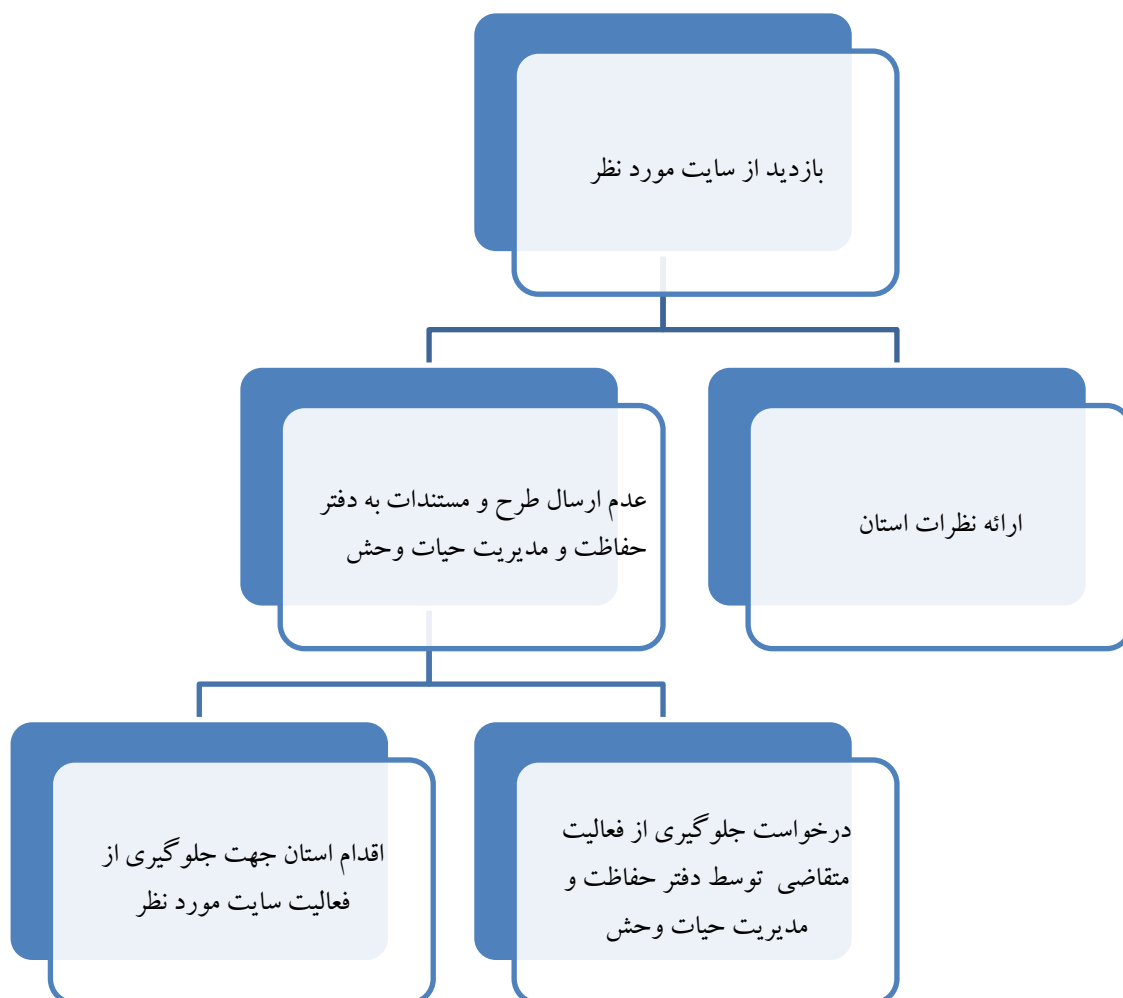 بازدید از سایت مورد نظر
ارائه نظرات استان
عدم ارسال طرح و مستندات به دفتر
حفاظت و مدیریت حیات وحش
درخواست جلوگیری از فعالیت
متقاضی توسط دفتر حفاظت و
مدیریت حیات وحش
اقدام استان جهت جلوگیری از
فعالیت سایت مورد نظر